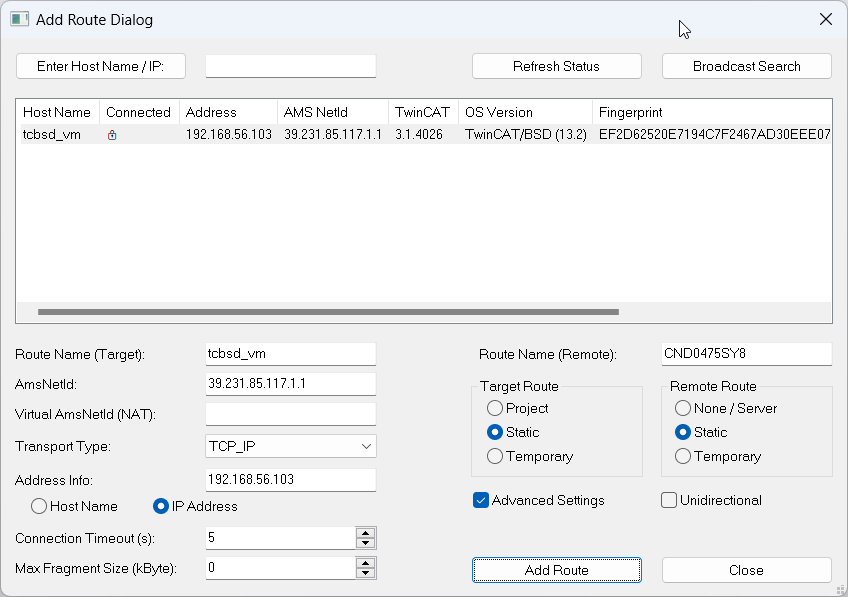 Add Route Dialog
Enter Host Name / IP: Refresh Status Broadcast Search
Host Name Connected Address AMS NetId TwinCAT OS Version Fingerprint
tcbsd_vm 192.168.56.103 39.231.85.117.1.1 3.1.4026 TwinCAT/BSD (13.2) EF2D62520E7194C7F2467AD30EEE07
Route Name (Target): tcbsd_vm Route Name (Remote): CND0475SY8
AmsNetId: 39.231.85.117.1.1 Target Route Remote Route
Virtual AmsNetId (NAT): Project None / Server
Transport Type: TCP_IP Static Static
Temporary Temporary
Address Info: 192.168.56.103
Host Name IP Address Advanced Settings Unidirectional
Connection Timeout (s): 5
Max Fragment Size (kByte): 0 Add Route Close